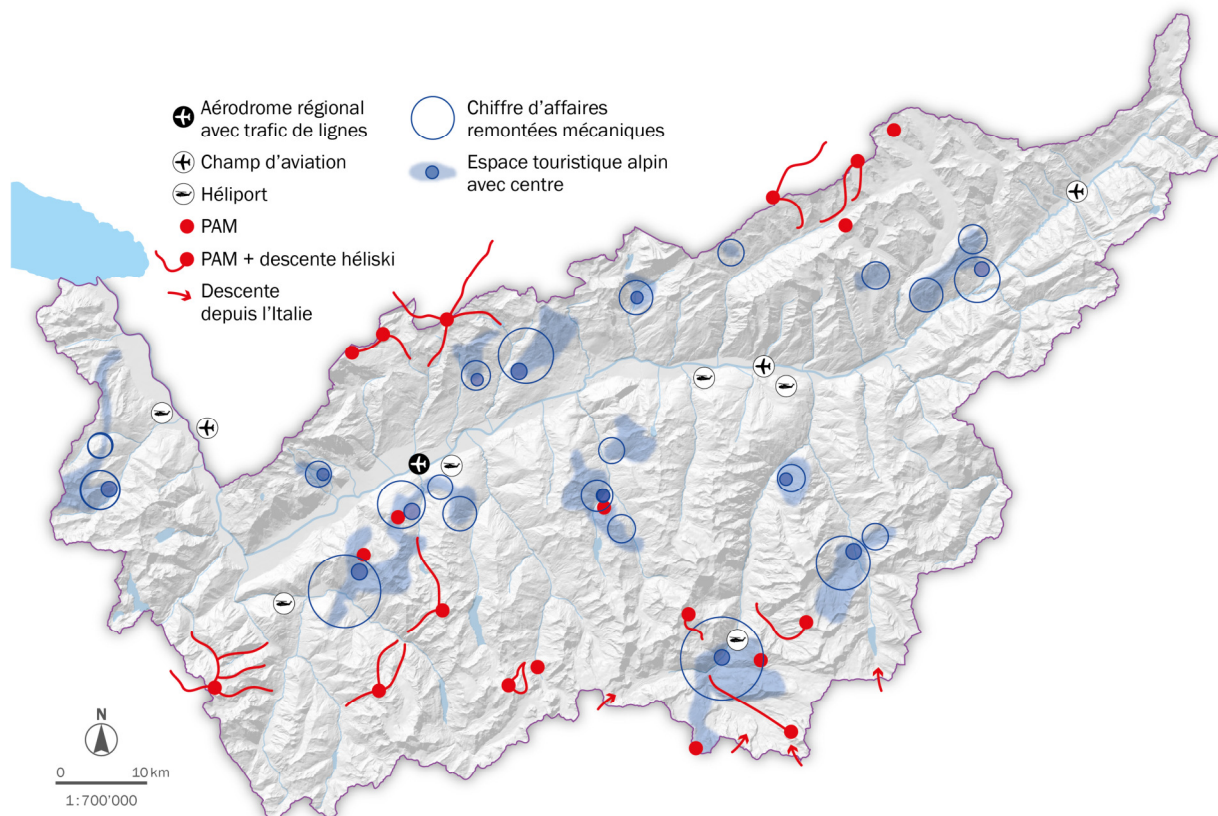 Aérodrome régional
avec trafic de lignes
Champ d'aviation
Héliport
PAM
PAM + descente héliski
Descente
depuis l'Italie
Chiffre d'affaires
remontées mécaniques
Espace touristique alpin
avec centre
N
0 10 km
1:700'000